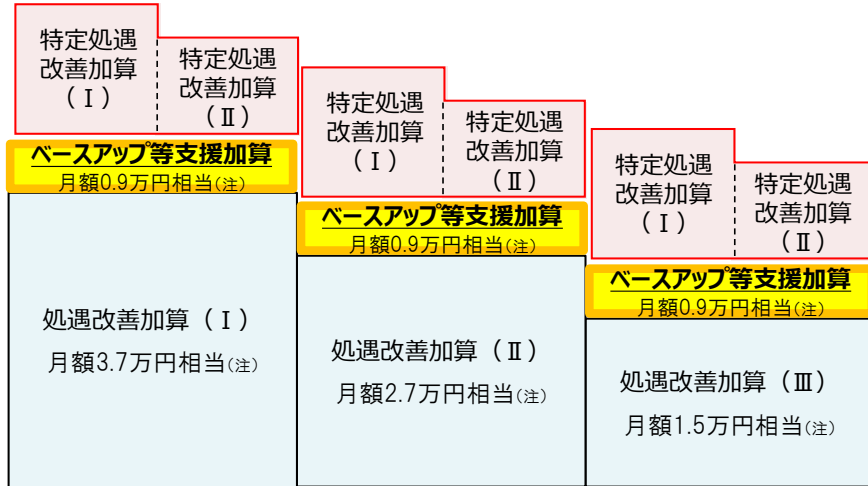 特定処遇
改善加算
（Ⅰ）
特定処遇
改善加算
（Ⅱ）
ベースアップ等支援加算
月額0.9万円相当(注)
処遇改善加算（Ⅰ）
月額3.7万円相当(注)
特定処遇
改善加算
（Ⅰ）
特定処遇
改善加算
（Ⅱ）
ベースアップ等支援加算
月額0.9万円相当(注)
処遇改善加算（Ⅱ）
月額2.7万円相当(注)
特定処遇
改善加算
（Ⅰ）
特定処遇
改善加算
（Ⅱ）
ベースアップ等支援加算
月額0.9万円相当(注)
処遇改善加算（Ⅲ）
月額1.5万円相当(注)